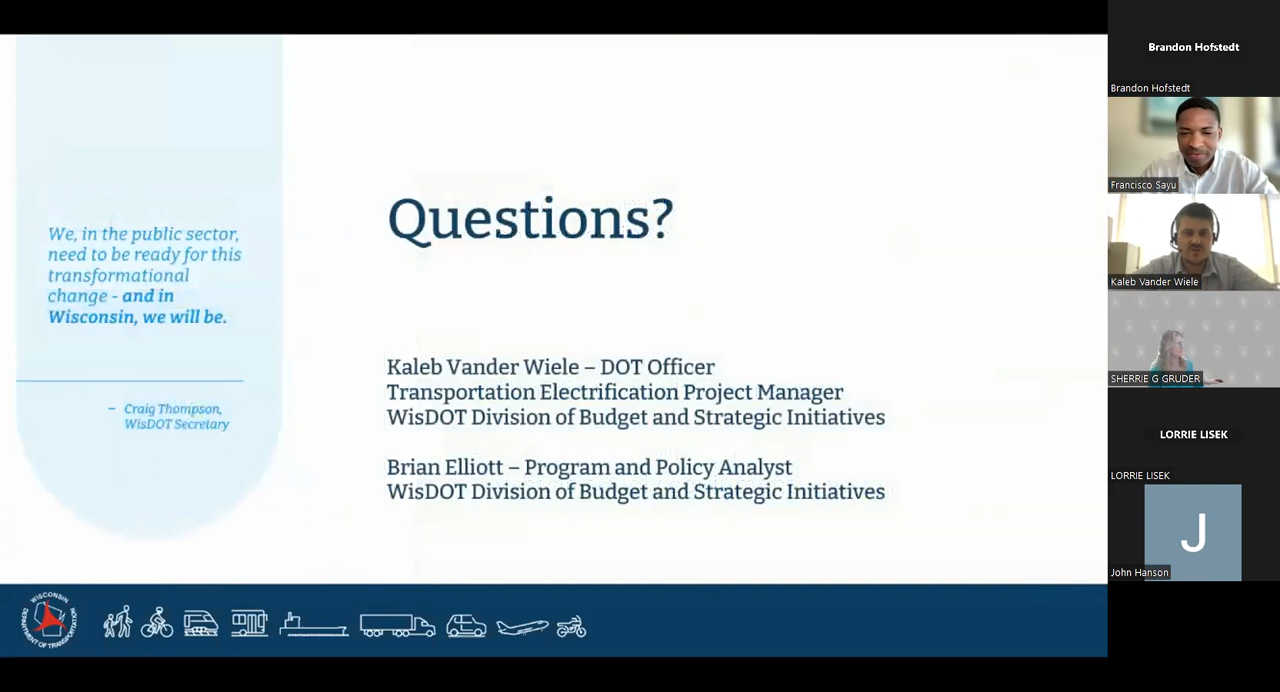 We, in the public sector,
need to be ready for this
transformational
change - and in
Wisconsin, we will be.
– Craig Thompson,
WisDOT Secretary
Questions?
Kaleb Vander Wiele – DOT Officer
Transportation Electrification Project Manager
WisDOT Division of Budget and Strategic Initiatives
Brian Elliott – Program and Policy Analyst
WisDOT Division of Budget and Strategic Initiatives
WISCONSIN
DEPARTMENT OF TRANSPORTATION
Brandon Hofstedt
Brandon Hofstedt
Francisco Sayu
Kaleb Vander Wiele
SHERRIE G GRUDER
LORRIE LISEK
LORRIE LISEK
J
John Hanson